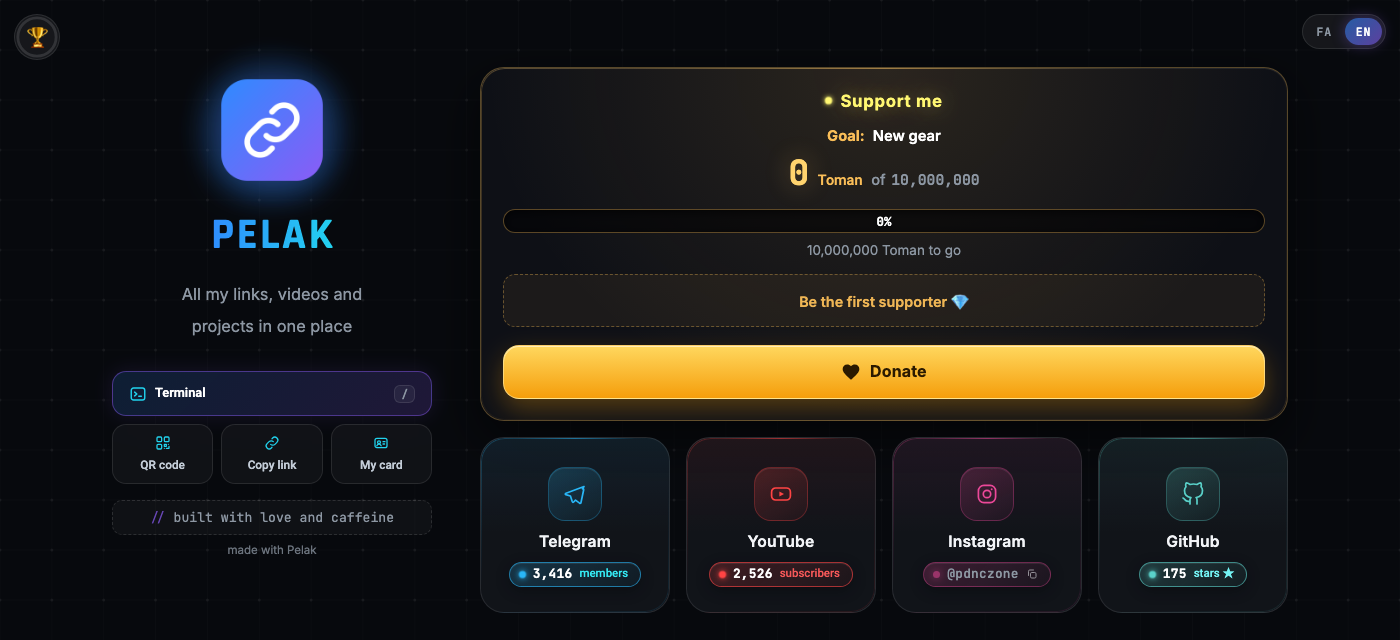 FA EN
PELAK
All my links, videos and
projects in one place
Terminal /
QR code
Copy link
My card
// built with love and caffeine
made with Pelak
Support me
Goal: New gear
0 Toman of 10,000,000
0%
10,000,000 Toman to go
Be the first supporter 💎
Donate
Telegram
3,416 members
YouTube
2,526 subscribers
Instagram
@pdnczone
GitHub
175 stars ★